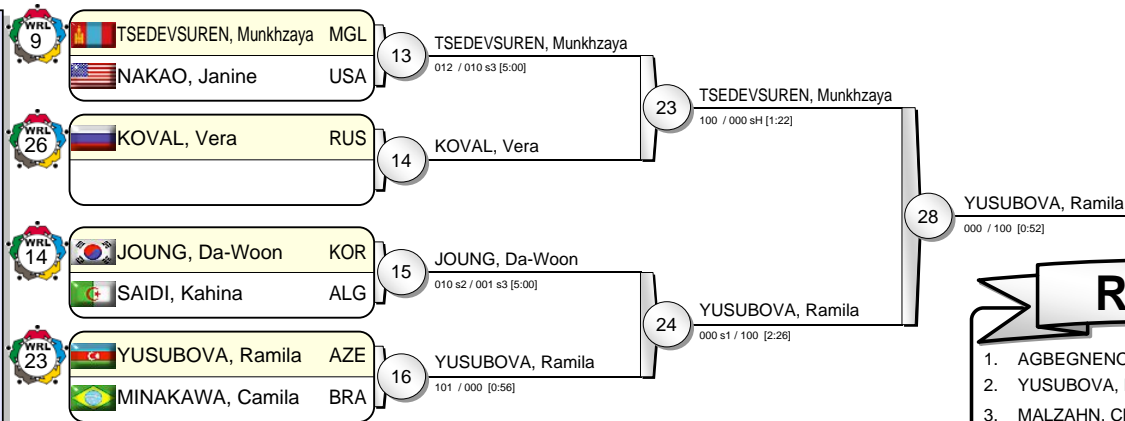 WRL
9
TSEDEVSUREN, Munkhzaya MGL
NAKAO, Janine USA
13
TSEDEVSUREN, Munkhzaya
012 / 010 s3 [5:00]
23
TSEDEVSUREN, Munkhzaya
100 / 000 sH [1:22]
WRL
26
KOVAL, Vera RUS
14
KOVAL, Vera
28
YUSUBOVA, Ramila
000 / 100 [0:52]
WRL
14
JOUNG, Da-Woon KOR
SAIDI, Kahina ALG
15
JOUNG, Da-Woon
010 s2 / 001 s3 [5:00]
24
YUSUBOVA, Ramila
000 s1 / 100 [2:26]
WRL
23
YUSUBOVA, Ramila AZE
MINAKAWA, Camila BRA
16
YUSUBOVA, Ramila
101 / 000 [0:56]
R
1. AGBEGNENO
2. YUSUBOVA,
3. MALZAHN, Cl